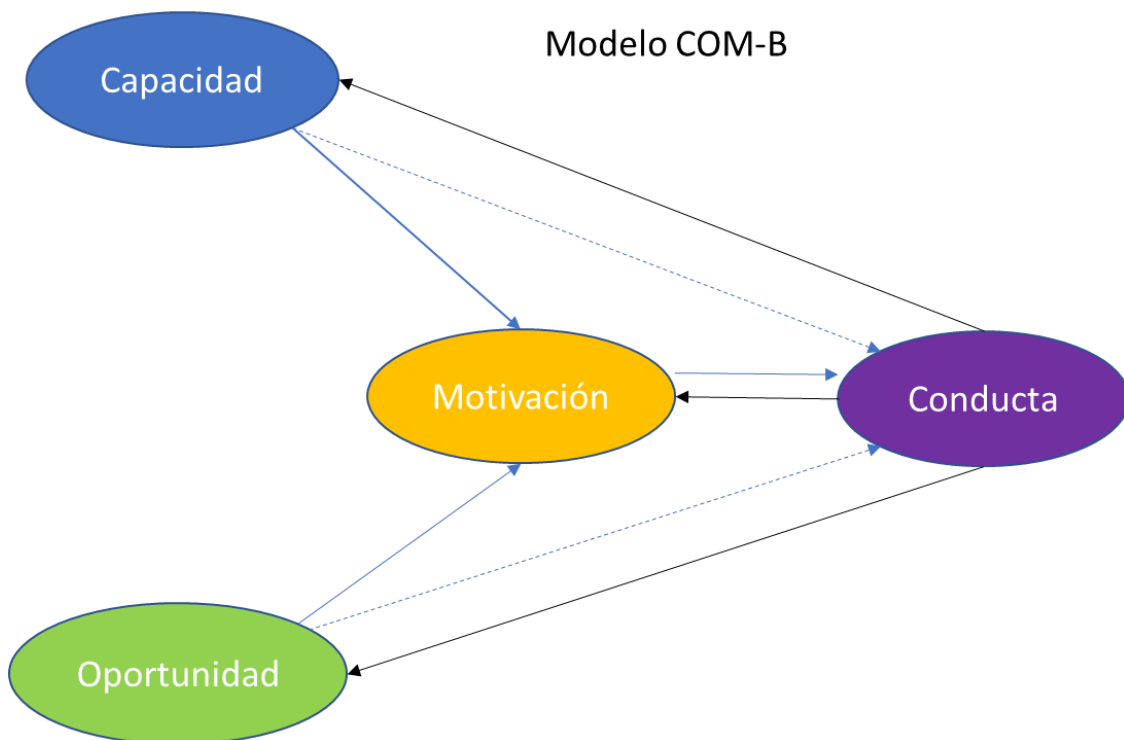 Modelo COM-B
Capacidad
Motivación
Conducta
Oportunidad